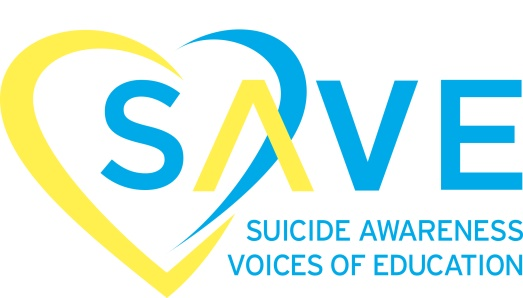 SAVE
SUICIDE AWARENESS
VOICES OF EDUCATION